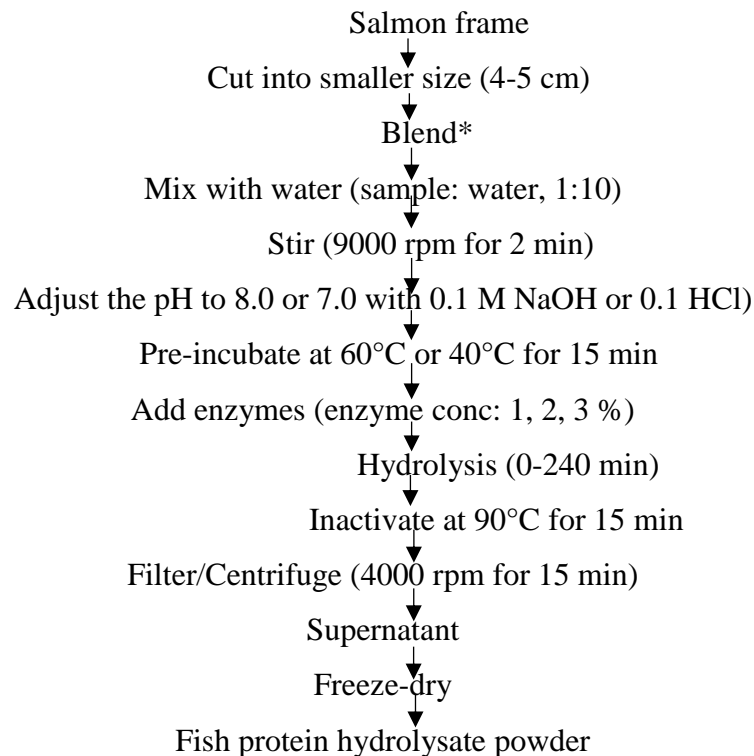 Salmon frame
Cut into smaller size (4-5 cm)
Blend*
Mix with water (sample: water, 1:10)
Stir (9000 rpm for 2 min)
Adjust the pH to 8.0 or 7.0 with 0.1 M NaOH or 0.1 HCl)
Pre-incubate at 60°C or 40°C for 15 min
Add enzymes (enzyme conc: 1, 2, 3 %)
Hydrolysis (0-240 min)
Inactivate at 90°C for 15 min
Filter/Centrifuge (4000 rpm for 15 min)
Supernatant
Freeze-dry
Fish protein hydrolysate powder